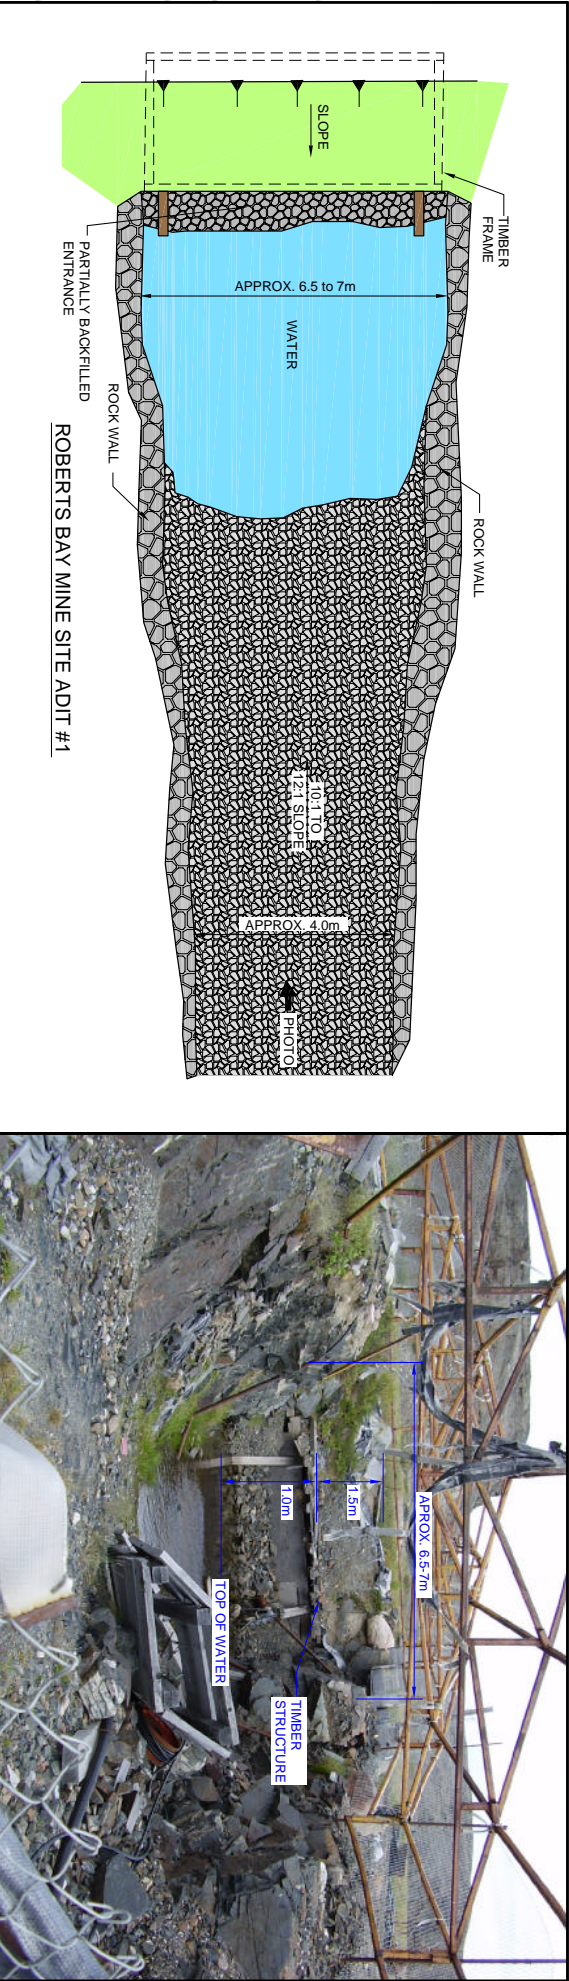 SLOPE
TIMBER
FRAME
PARTIALLY BACKFILLED
ENTRANCE
APPROX. 6.5 to 7m
WATER
ROCK WALL
ROCK WALL
10:1 TO
12:1 SLOPE
APPROX. 4.0m
PHOTO
ROBERTS BAY MINE SITE ADIT #1
APROX. 6.5-7m
1.5m
1.0m
TOP OF WATER
TIMBER
STRUCTURE